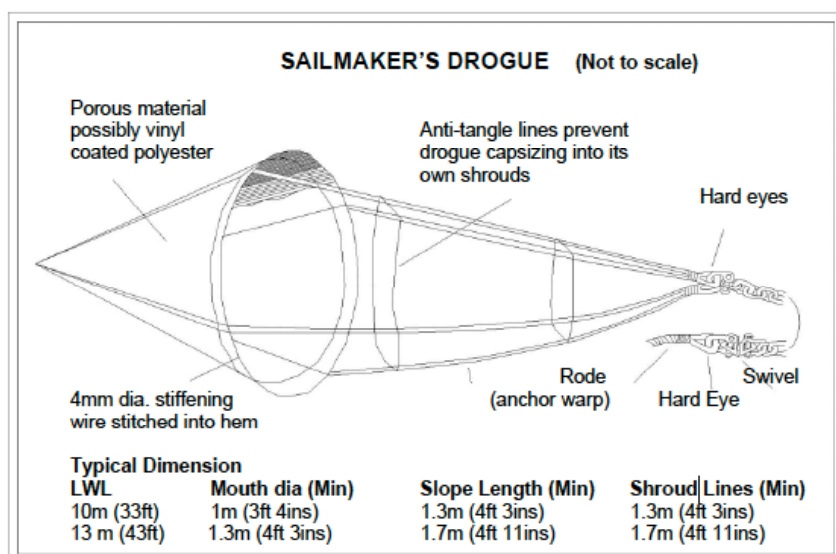 SAILMAKER'S DROGUE (Not to scale)
Porous material
possibly vinyl
coated polyester
Anti-tangle lines prevent
drogue capsizing into its
own shrouds
Hard eyes
4mm dia. stiffening
wire stitched into hem
Rode
(anchor warp)
Hard Eye
Swivel
Typical Dimension
LWL Mouth dia (Min) Slope Length (Min) Shroud Lines (Min)
10m (33ft) 1m (3ft 4ins) 1.3m (4ft 3ins) 1.3m (4ft 3ins)
13 m (43ft) 1.3m (4ft 3ins) 1.7m (4ft 11ins) 1.7m (4ft 11ins)